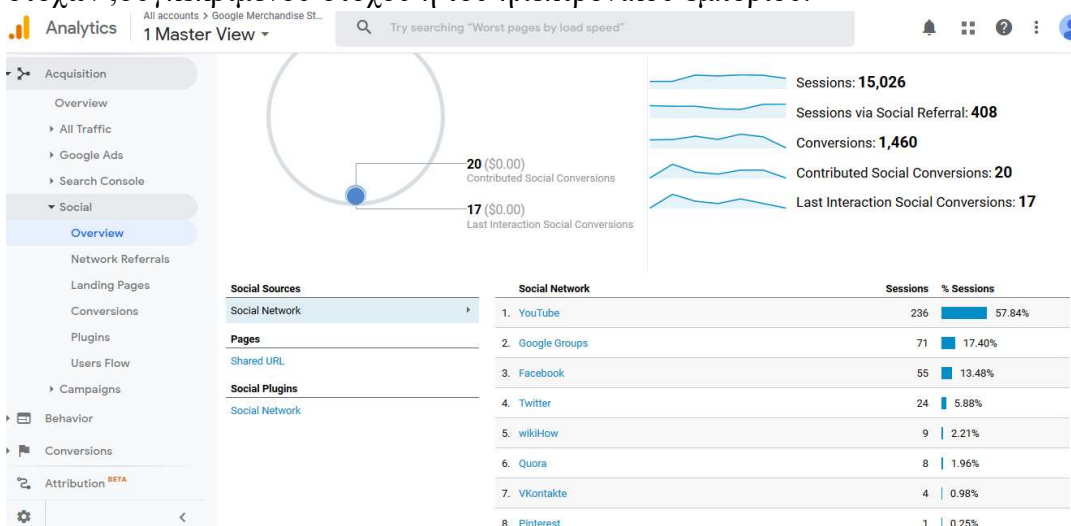 Analytics
All accounts > Google Merchandise St...
1 Master View
Try searching "Worst pages by load speed"
Acquisition
Overview
All Traffic
Google Ads
Search Console
Social
Overview
Network Referrals
Landing Pages
Conversions
Plugins
Users Flow
Campaigns
Behavior
Conversions
Attribution BETA
20 ($0.00)
Contributed Social Conversions
17 ($0.00)
Last Interaction Social Conversions
Sessions: 15,026
Sessions via Social Referral: 408
Conversions: 1,460
Contributed Social Conversions: 20
Last Interaction Social Conversions: 17
Social Sources
Social Network
Pages
Shared URL
Social Plugins
Social Network
Social Network Sessions % Sessions
1. YouTube 236 57.84%
2. Google Groups 71 17.40%
3. Facebook 55 13.48%
4. Twitter 24 5.88%
5. wikiHow 9 2.21%
6. Quora 8 1.96%
7. VKontakte 4 0.98%
8. Pinterest 1 0.25%